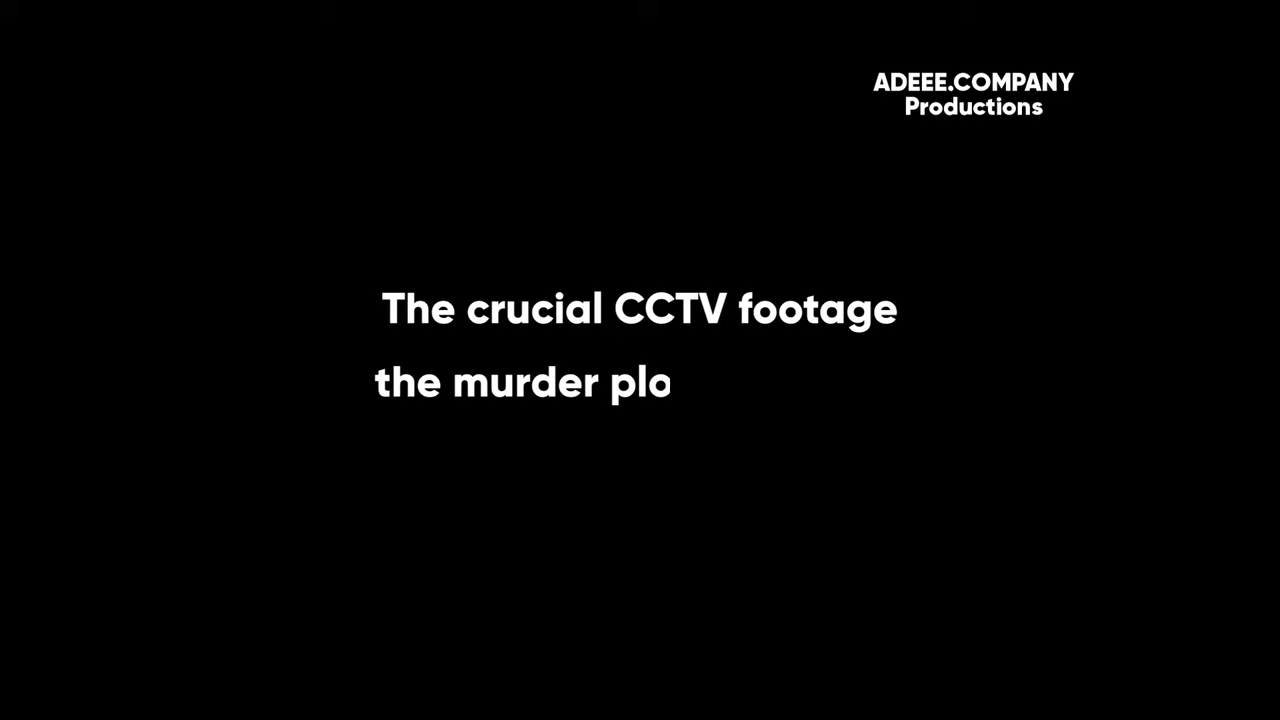 ADEEE.COMPANY
Productions
The crucial CCTV footage
the murder plo